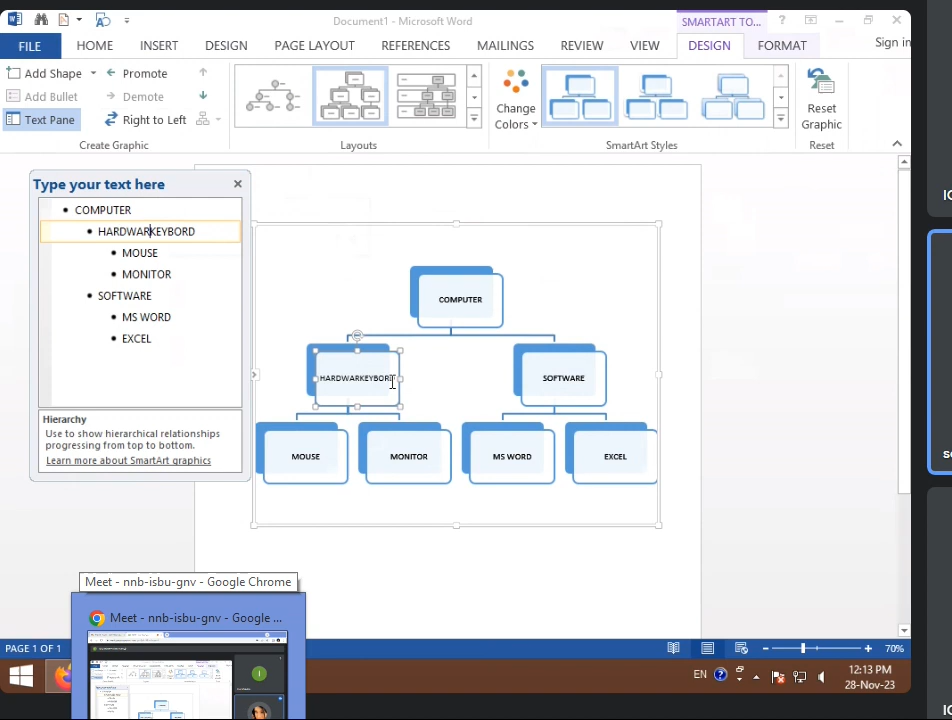 Document1 - Microsoft Word
SMARTART TO...
?
FILE
HOME
INSERT
DESIGN
PAGE LAYOUT
REFERENCES
MAILINGS
REVIEW
VIEW
DESIGN
FORMAT
Sign in
Add Shape
Promote
Add Bullet
Demote
Text Pane
Right to Left
Create Graphic
Layouts
Change
Colors
SmartArt Styles
Reset
Graphic
Reset
Type your text here
COMPUTER
HARDWARKEYBORD
MOUSE
MONITOR
SOFTWARE
MS WORD
EXCEL
Hierarchy
Use to show hierarchical relationships
progressing from top to bottom.
Learn more about SmartArt graphics
COMPUTER
HARDWARKEYBORD
SOFTWARE
MOUSE
MONITOR
MS WORD
EXCEL
Meet - nnb-isbu-gnv - Google Chrome
Meet - nnb-isbu-gnv - Google ...
PAGE 1 OF 1
70%
EN
12:13 PM
28-Nov-23